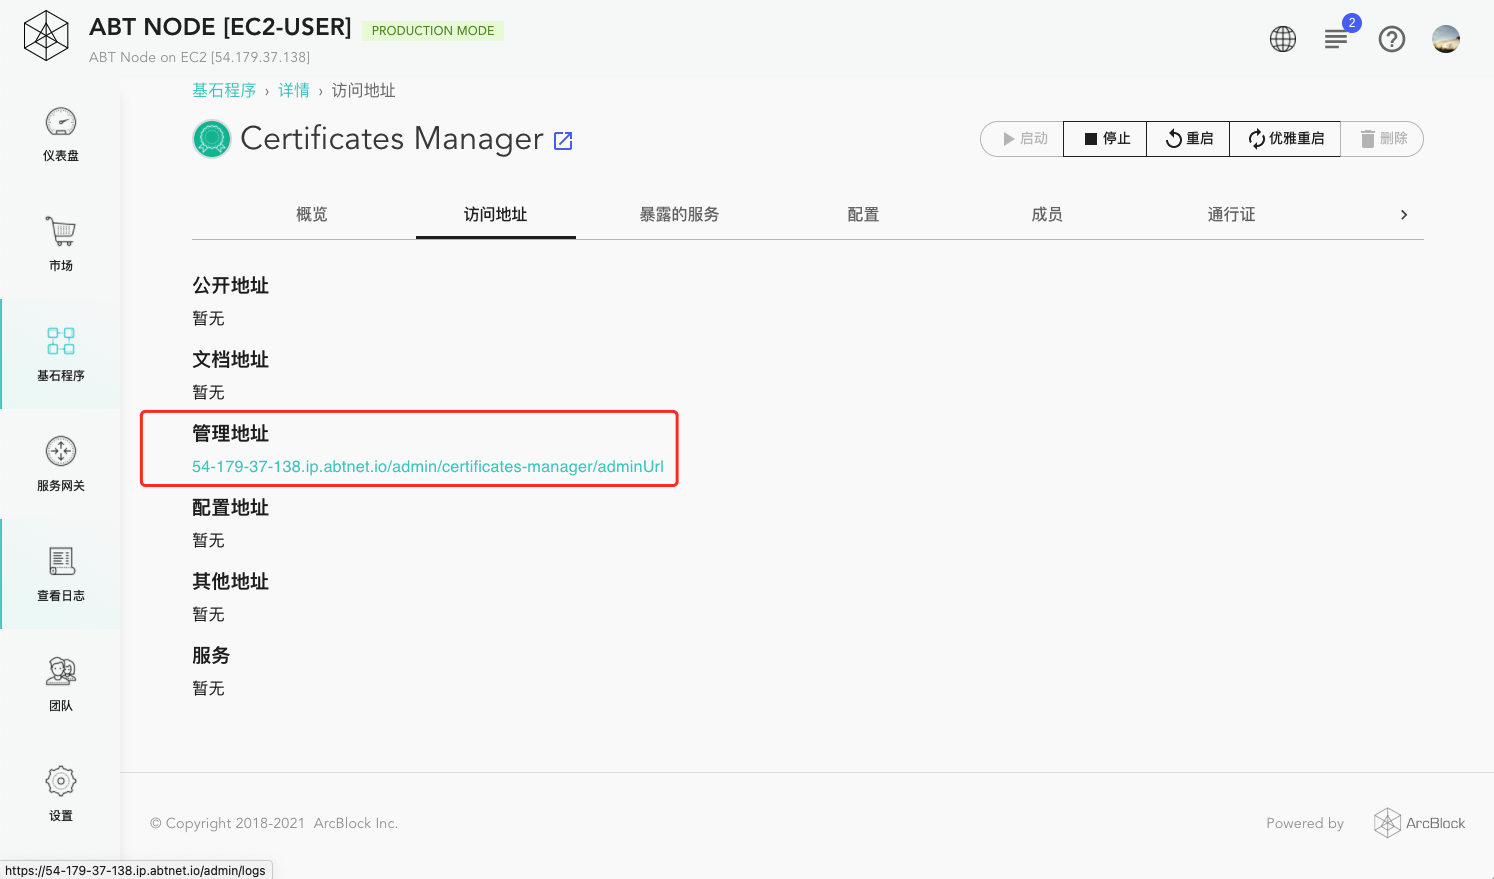 ABT NODE [EC2-USER]
PRODUCTION MODE
ABT Node on EC2 [54.179.37.138]
2
仪表盘
市场
基石程序
服务网关
查看日志
团队
设置
基石程序 › 详情 › 访问地址
Certificates Manager
启动
停止
重启
优雅重启
删除
概览
访问地址
暴露的服务
配置
成员
通行证
公开地址
暂无
文档地址
暂无
管理地址
54-179-37-138.ip.abtnet.io/admin/certificates-manager/adminUrl
配置地址
暂无
其他地址
暂无
服务
暂无
© Copyright 2018-2021 ArcBlock Inc.
Powered by
ArcBlock
https://54-179-37-138.ip.abtnet.io/admin/logs